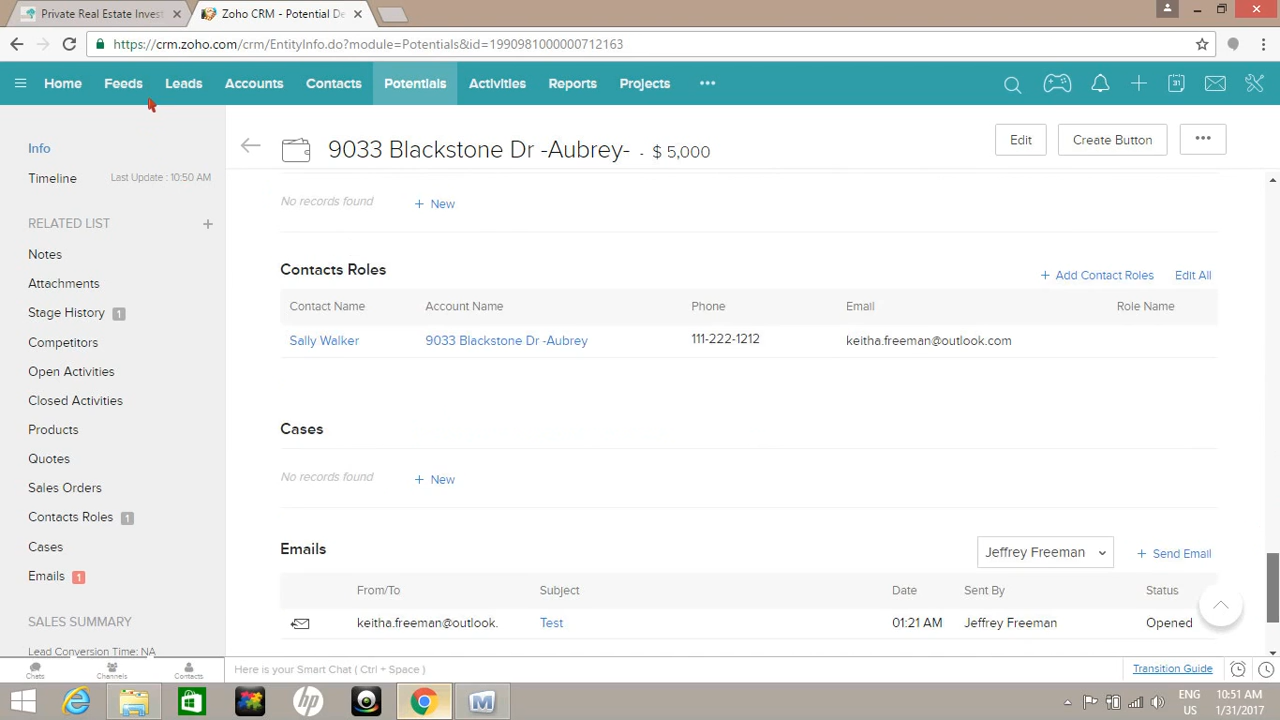 Private Real Estate Invest
Zoho CRM - Potential De
https://crm.zoho.com/crm/EntityInfo.do?module=Potentials&id=1990981000000712163
Home Feeds Leads Accounts Contacts Potentials Activities Reports Projects •••
31
Info
Timeline Last Update : 10:50 AM
RELATED LIST +
Notes
Attachments
Stage History 1
Competitors
Open Activities
Closed Activities
Products
Quotes
Sales Orders
Contacts Roles 1
Cases
Emails 1
SALES SUMMARY
Lead Conversion Time: NA
Chats Channels Contacts
9033 Blackstone Dr -Aubrey- . $ 5,000
Edit Create Button •••
No records found + New
Contacts Roles + Add Contact Roles Edit All
Contact Name Account Name Phone Email Role Name
Sally Walker 9033 Blackstone Dr -Aubrey 111-222-1212 keitha.freeman@outlook.com
Cases
No records found + New
Emails Jeffrey Freeman + Send Email
From/To Subject Date Sent By Status
keitha.freeman@outlook. Test 01:21 AM Jeffrey Freeman Opened
Here is your Smart Chat ( Ctrl + Space ) Transition Guide
hp
ENG 10:51 AM
US 1/31/2017